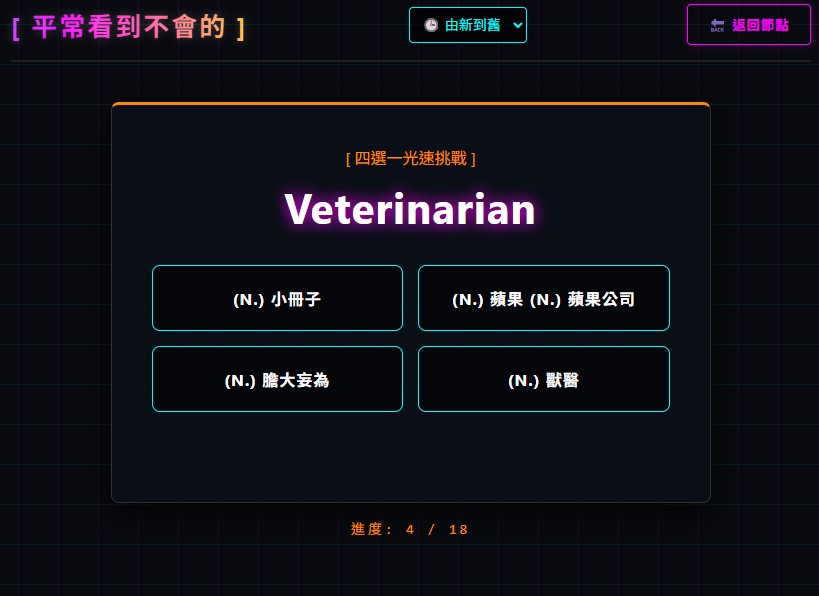 [ 平常看到不會的 ]
由新到舊
BACK 返回節點
[ 四選一光速挑戰 ]
Veterinarian
(N.) 小冊子
(N.) 蘋果 (N.) 蘋果公司
(N.) 膽大妄為
(N.) 獸醫
進度: 4 / 18